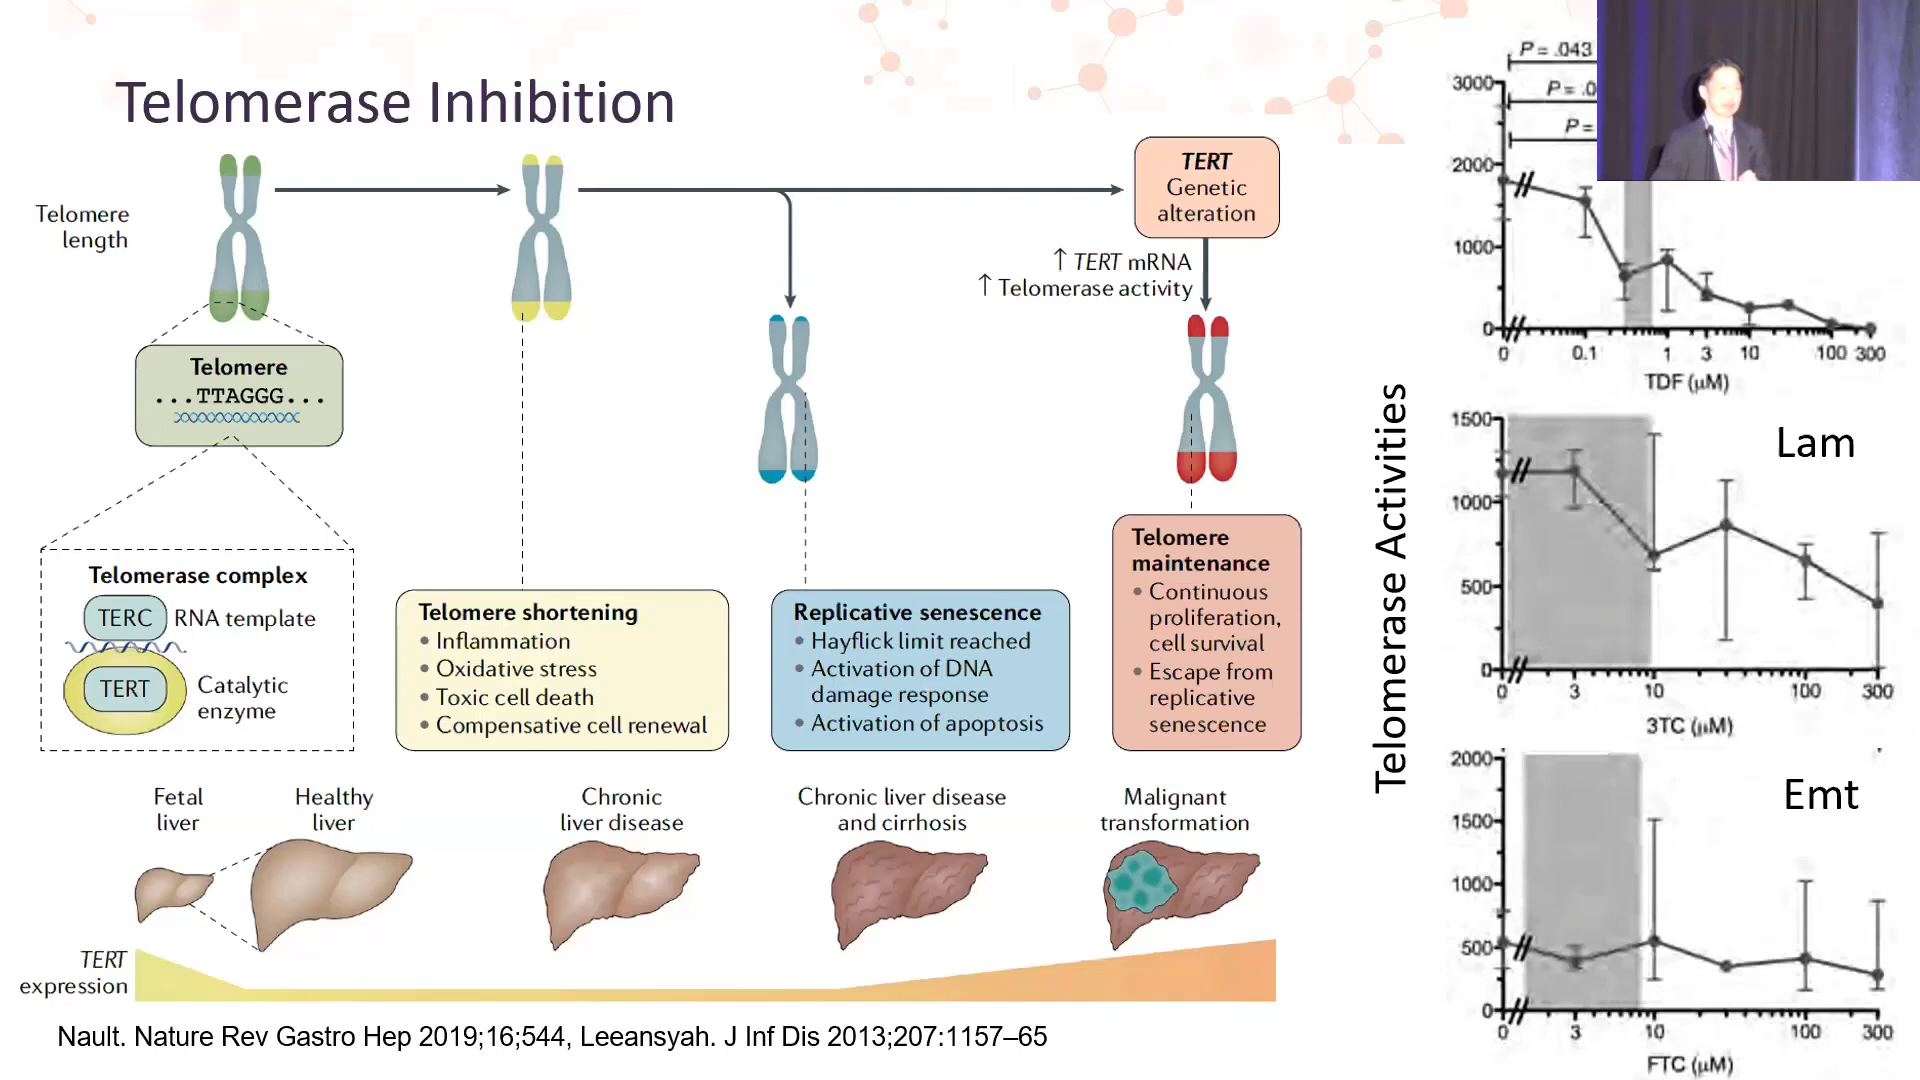 Telomerase Inhibition
Telomere
length
TERT
Genetic
alteration
↑ TERT mRNA
↑ Telomerase activity
Telomere
...TTAGGG...
Telomerase complex
TERC RNA template
TERT
Catalytic
enzyme
Telomere shortening
• Inflammation
• Oxidative stress
• Toxic cell death
• Compensative cell renewal
Replicative senescence
• Hayflick limit reached
• Activation of DNA
damage response
• Activation of apoptosis
Telomere
maintenance
• Continuous
proliferation,
cell survival
• Escape from
replicative
senescence
Fetal
liver
Healthy
liver
Chronic
liver disease
Chronic liver disease
and cirrhosis
Malignant
transformation
TERT
expression
Nault. Nature Rev Gastro Hep 2019;16;544, Leeansyah. J Inf Dis 2013;207:1157–65
Telomerase Activities
P = .043
P = .0
P =
3000
2000
1000
0
0 0.1 1 3 10 100 300
TDF (μM)
Lam
1500
1000
500
0
0 3 10 100 300
3TC (μM)
Emt
2000
1500
1000
500
0
0 3 10 100 300
FTC (μM)